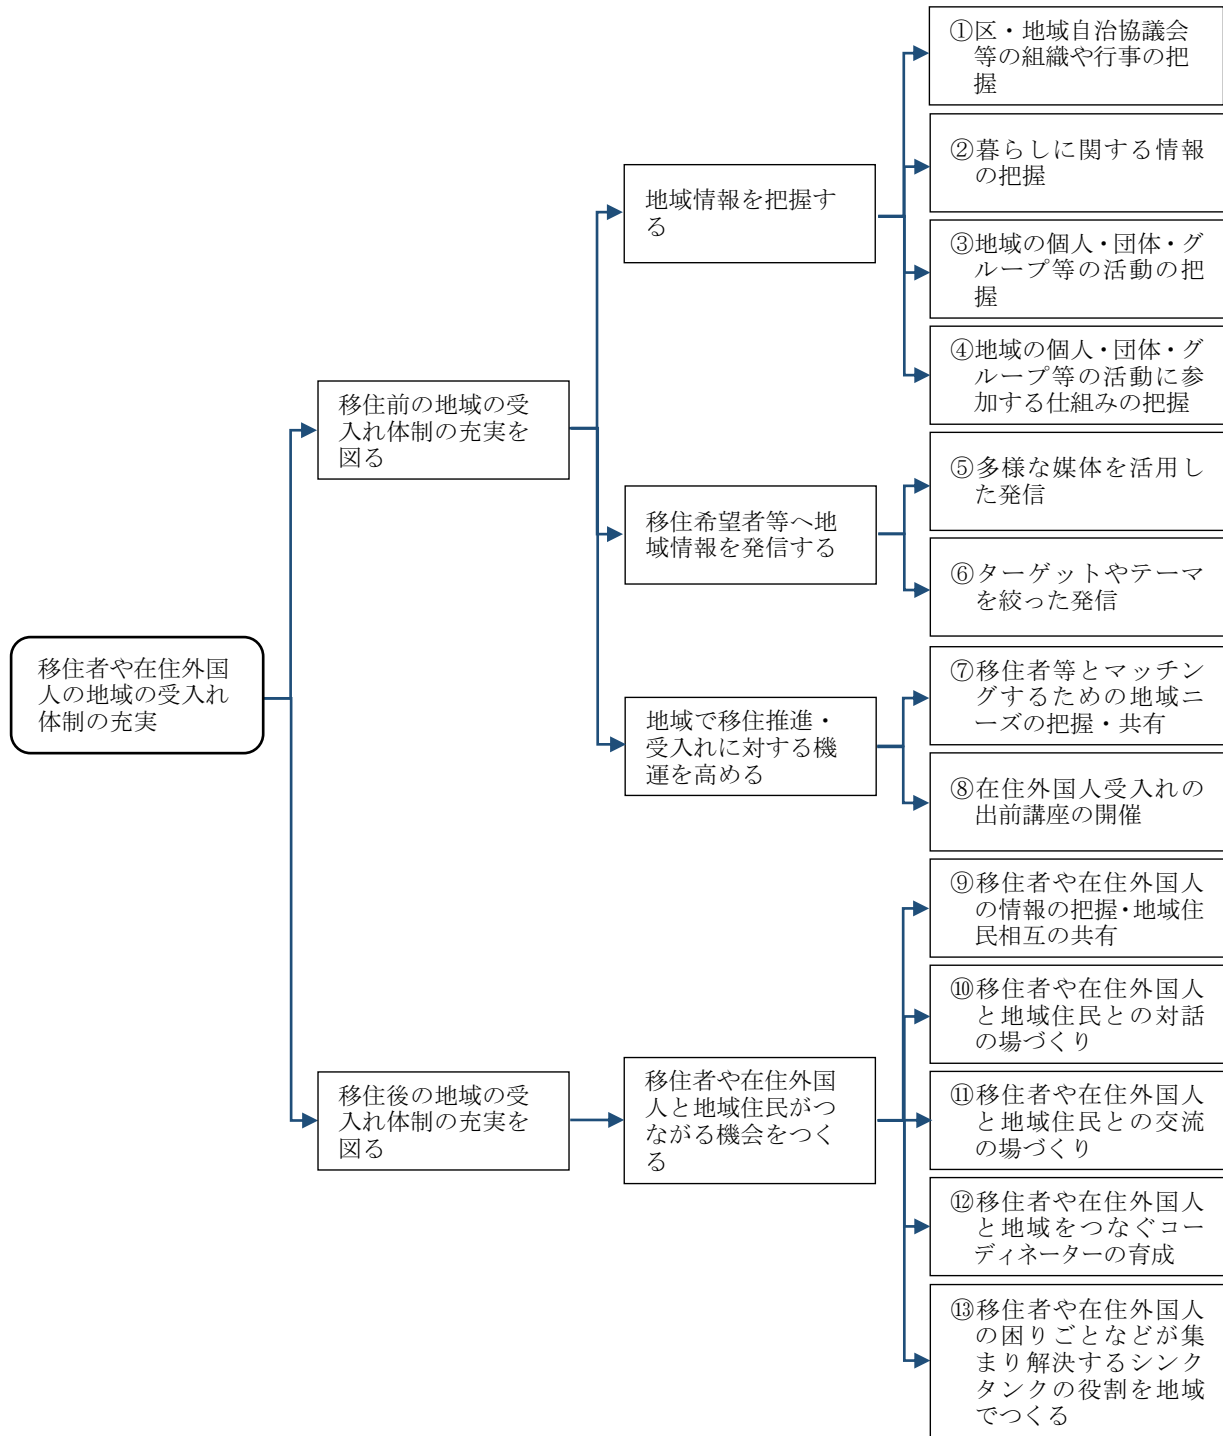 移住者や在住外国
人の地域の受入れ
体制の充実
移住前の地域の受
入れ体制の充実を
図る
地域情報を把握す
る
①区・地域自治協議会
等の組織や行事の把
握
②暮らしに関する情報
の把握
③地域の個人・団体・グ
ループ等の活動の把
握
④地域の個人・団体・グ
ループ等の活動に参
加する仕組みの把握
移住希望者等へ地
域情報を発信する
⑤多様な媒体を活用し
た発信
⑥ターゲットやテーマ
を絞った発信
地域で移住推進・
受入れに対する機
運を高める
⑦移住者等とマッチン
グするための地域ニ
ーズの把握・共有
⑧在住外国人受入れの
出前講座の開催
移住後の地域の受
入れ体制の充実を
図る
移住者や在住外国
人と地域住民がつ
ながる機会をつく
る
⑨移住者や在住外国人
の情報の把握・地域住
民相互の共有
⑩移住者や在住外国人
と地域住民との対話
の場づくり
⑪移住者や在住外国人
と地域住民との交流
の場づくり
⑫移住者や在住外国人
と地域をつなぐコー
ディネーターの育成
⑬移住者や在住外国人
の困りごとなどが集
まり解決するシンク
タンクの役割を地域
でつくる